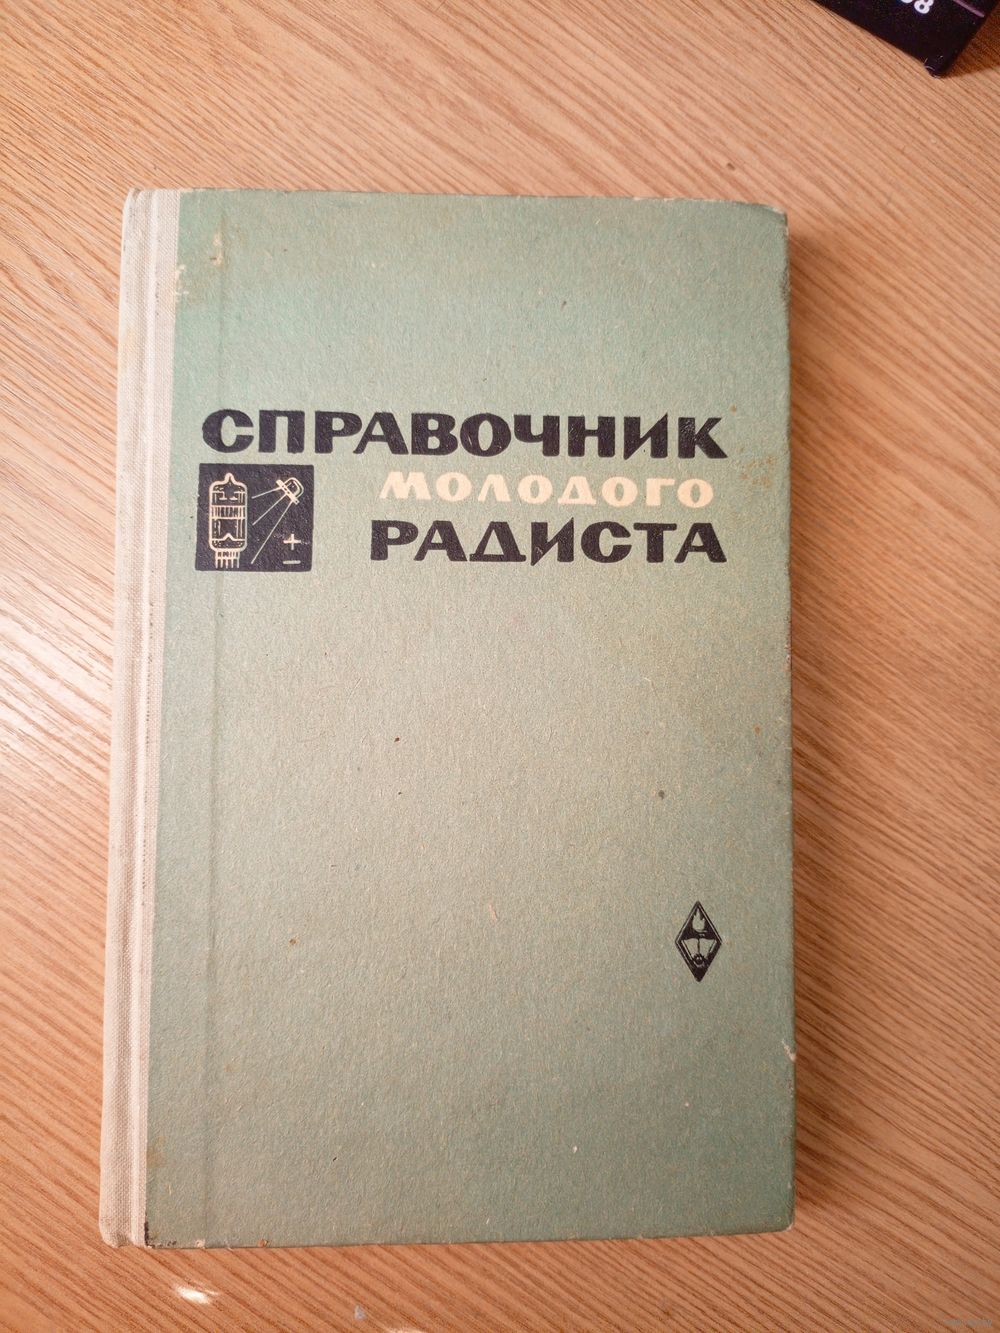 СПРАВОЧНИК
МОЛОДОГО
РАДИСТА
+
−